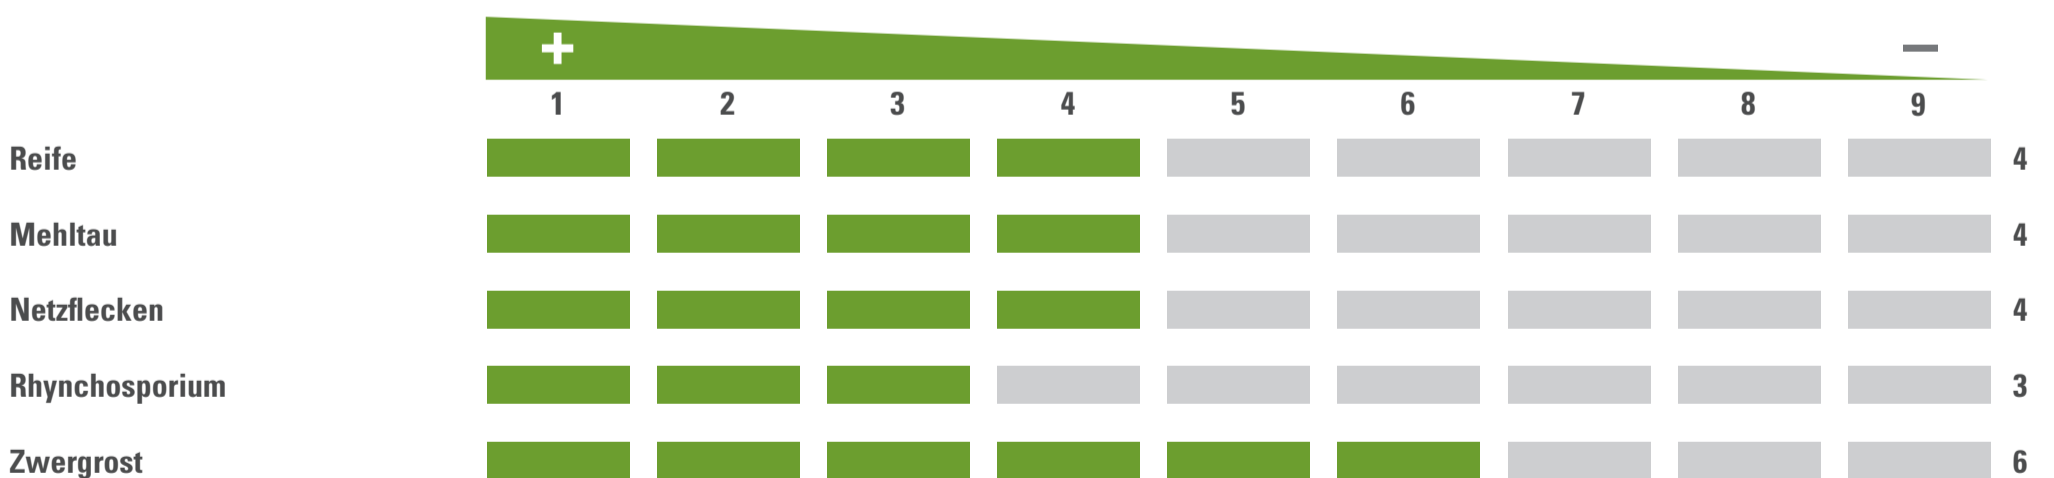 + −
1 2 3 4 5 6 7 8 9
Reife 4
Mehltau 4
Netzflecken 4
Rhynchosporium 3
Zwergrost 6